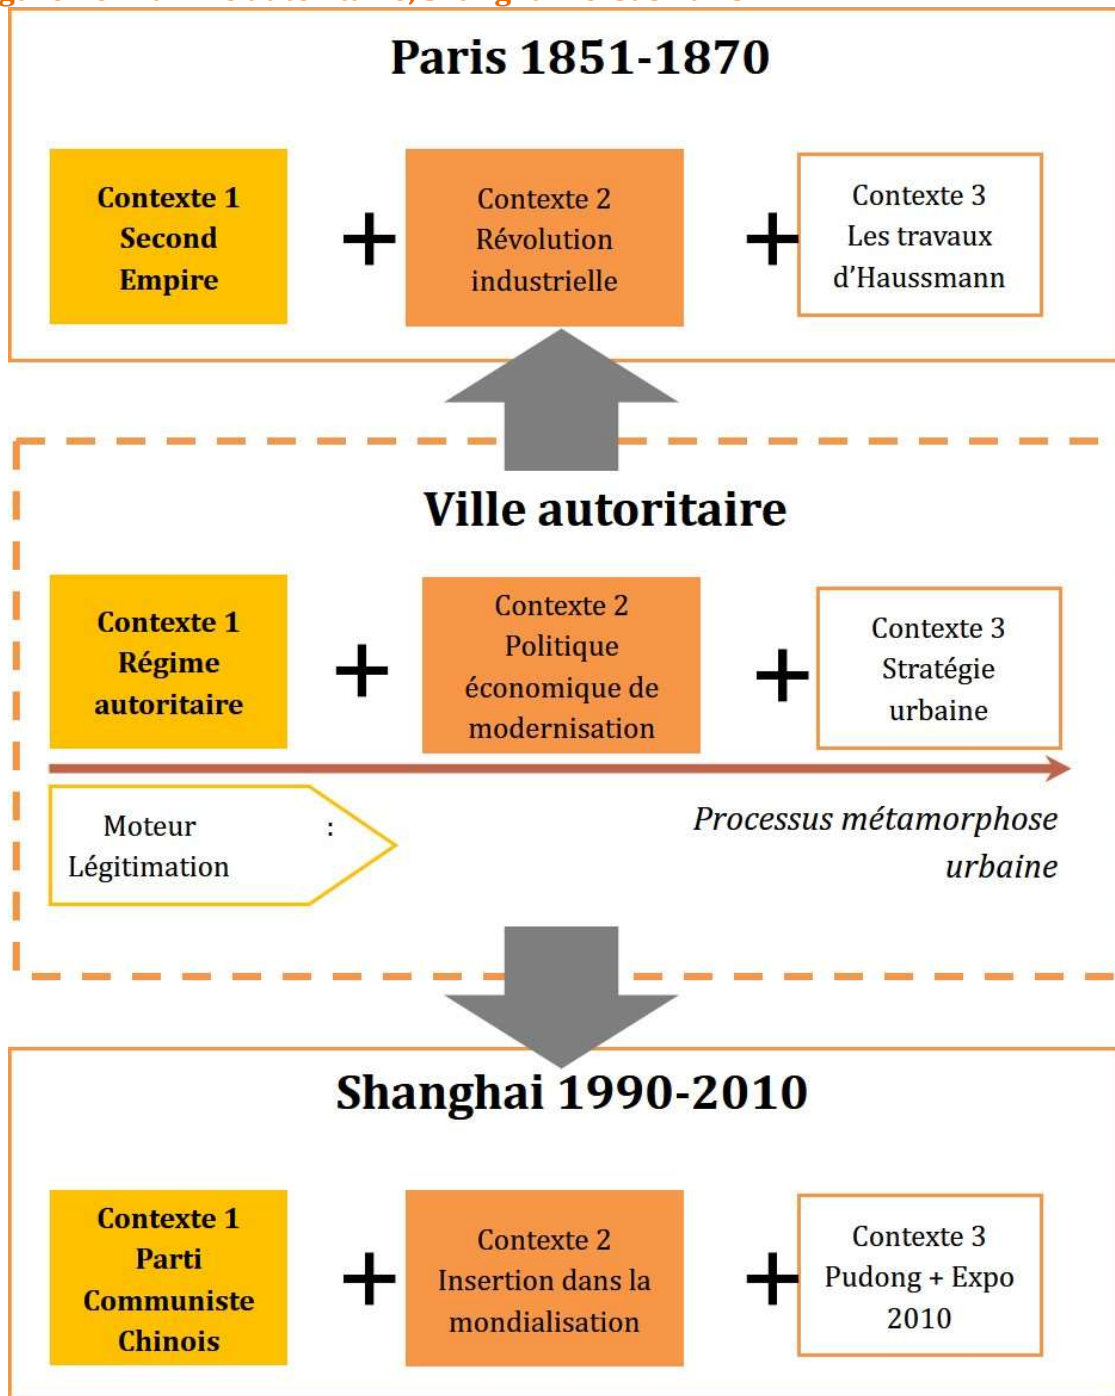 Paris 1851-1870
Contexte 1
Second
Empire
+
Contexte 2
Révolution
industrielle
+
Contexte 3
Les travaux
d’Haussmann
Ville autoritaire
Contexte 1
Régime
autoritaire
+
Contexte 2
Politique
économique de
modernisation
+
Contexte 3
Stratégie
urbaine
Moteur :
Légitimation
Processus métamorphose
urbaine
Shanghai 1990-2010
Contexte 1
Parti
Communiste
Chinois
+
Contexte 2
Insertion dans la
mondialisation
+
Contexte 3
Pudong + Expo
2010